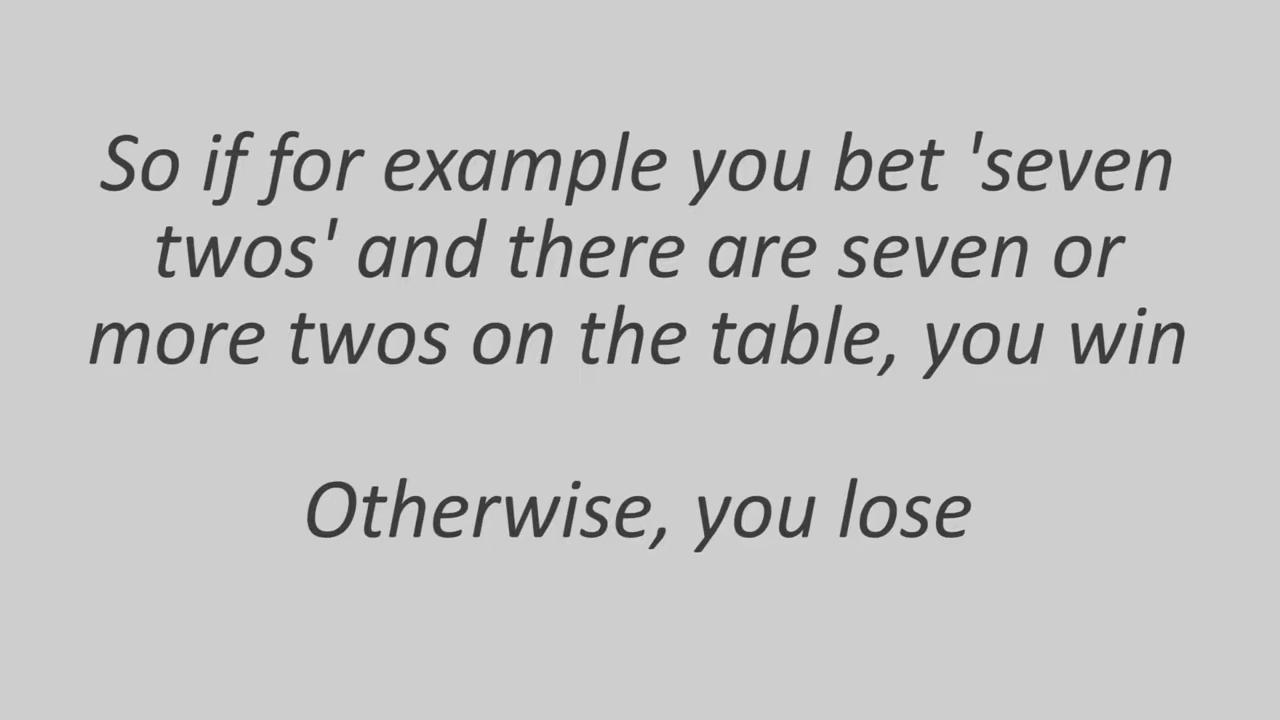 So if for example you bet 'seven
twos' and there are seven or
more twos on the table, you win
Otherwise, you lose